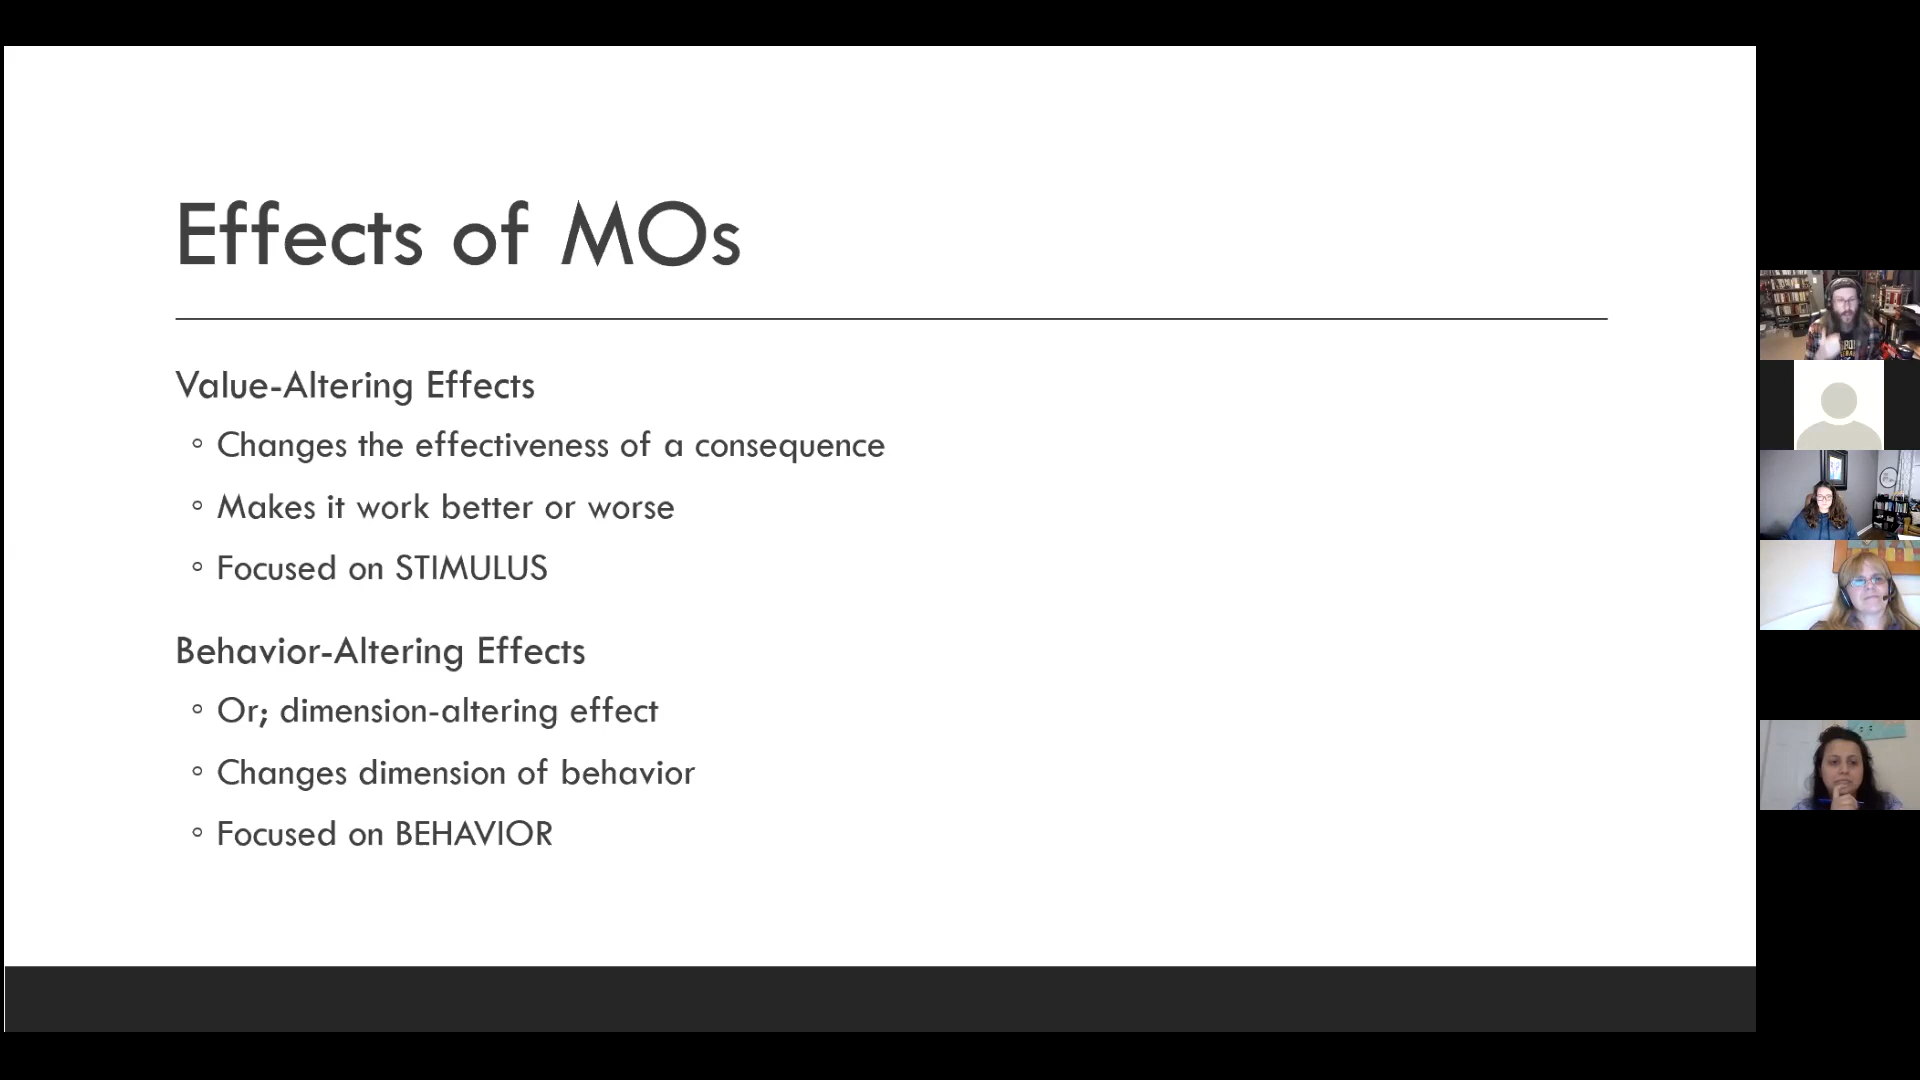 Effects of MOs
Value-Altering Effects
◦ Changes the effectiveness of a consequence
◦ Makes it work better or worse
◦ Focused on STIMULUS
Behavior-Altering Effects
◦ Or; dimension-altering effect
◦ Changes dimension of behavior
◦ Focused on BEHAVIOR